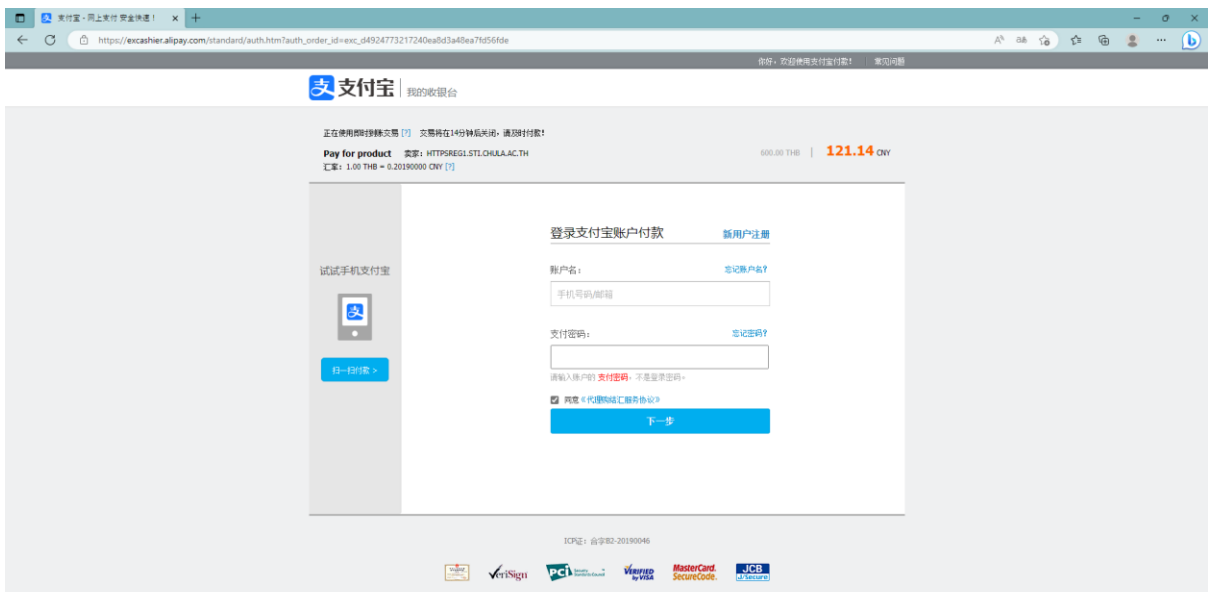 支付宝 - 网上支付 安全快速！
https://excashier.alipay.com/standard/auth.htm?auth_order_id=exc_d4924773217240ea8d3a48ea7fd56fde
你好，欢迎使用支付宝付款！ 常见问题
支 支付宝 | 我的收银台
正在使用即时到账交易 [?] 交易将在14分钟后关闭，请及时付款！
Pay for product 卖家：HTTPSREG1.STI.CHULA.AC.TH 600.00 THB | 121.14 CNY
汇率：1.00 THB = 0.20190000 CNY [?]
登录支付宝账户付款 新用户注册
试试手机支付宝
账户名： 忘记账户名?
手机号码/邮箱
支
支付密码： 忘记密码?
扫一扫付款 >
请输入账户的 支付密码，不是登录密码。
同意《代理购结汇服务协议》
下一步
ICP证：合字B2-20190046
VeriSign PCI VERIFIED by VISA MasterCard. SecureCode. JCB J/Secure